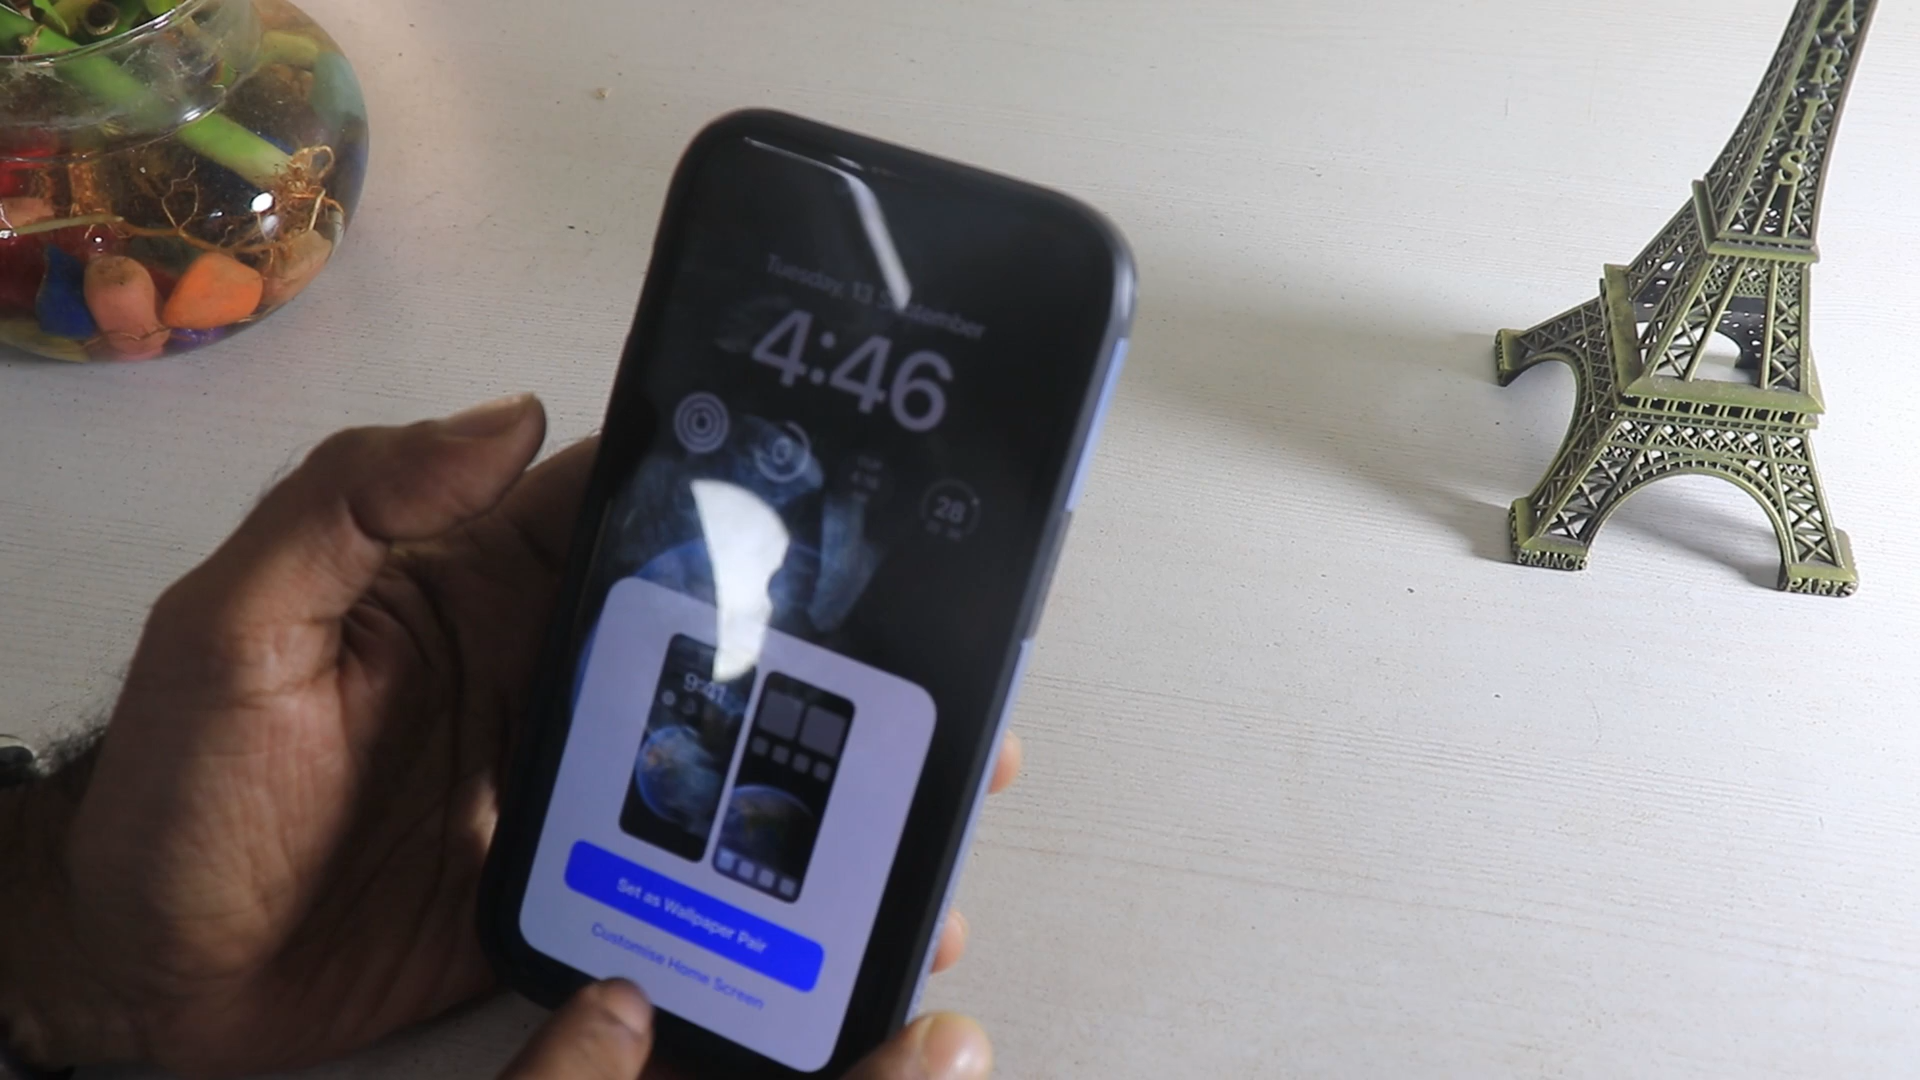 Tuesday, 13 September
4:46
28
9:41
Set as Wallpaper Pair
Customise Home Screen
PARIS
FRANCE
PARIS